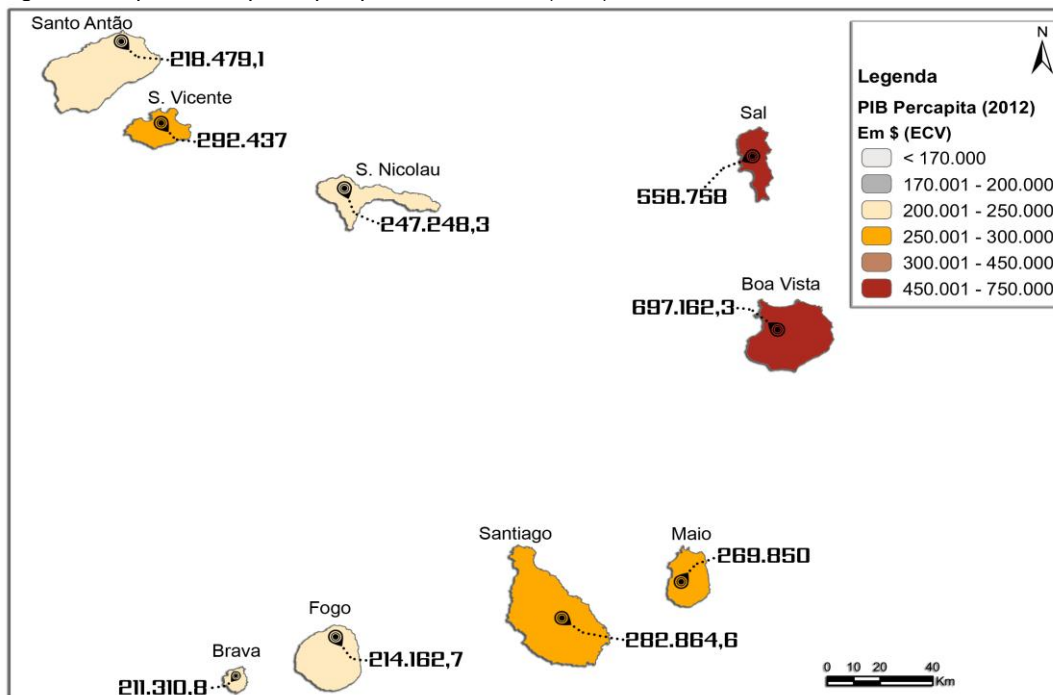 Santo Antão
218.479,1
S. Vicente
292.437
S. Nicolau
247.248,3
Sal
558.758
Boa Vista
697.162,3
N
Legenda
PIB Percapita (2012)
Em $ (ECV)
< 170.000
170.001 - 200.000
200.001 - 250.000
250.001 - 300.000
300.001 - 450.000
450.001 - 750.000
Santiago
282.864,6
Maio
269.850
Fogo
214.162,7
Brava
211.310,8
0 10 20 40
Km